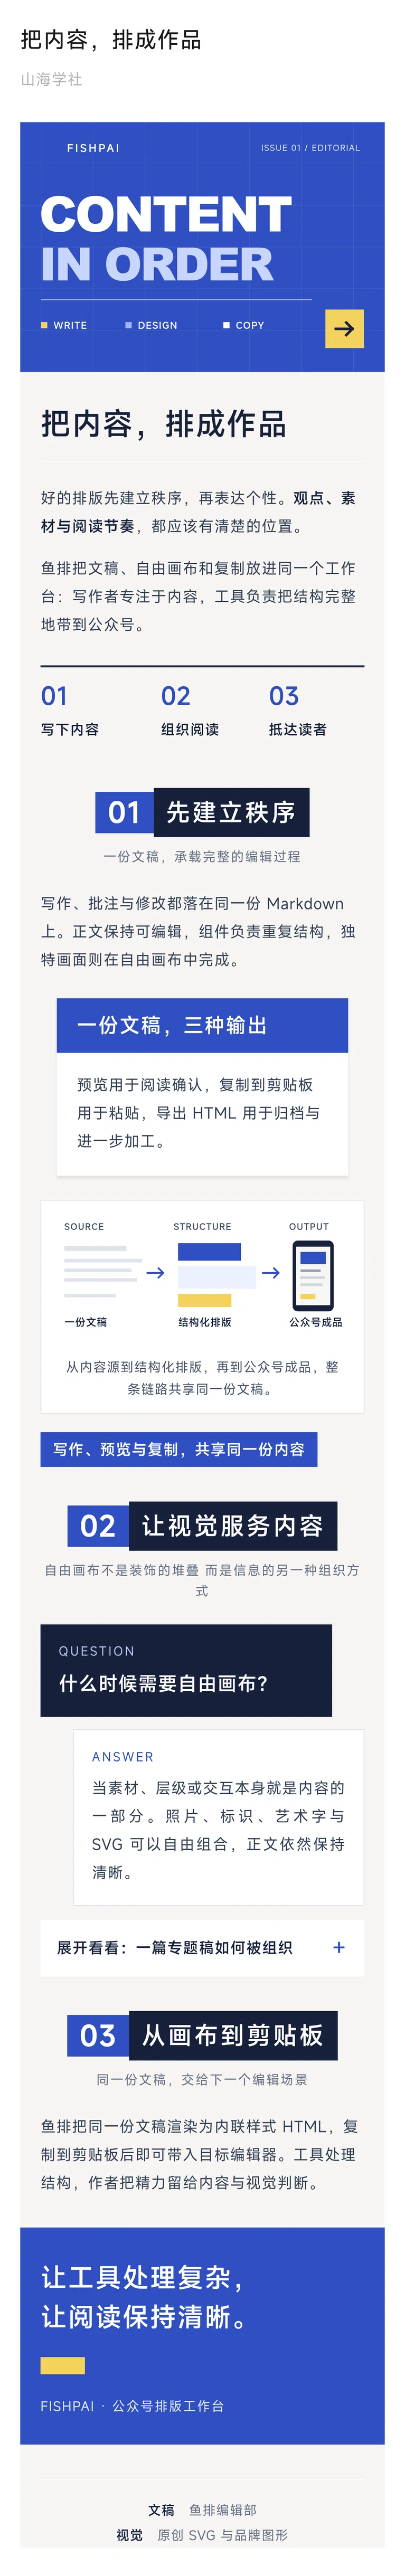 把内容，排成作品
山海学社
FISHPAI
ISSUE 01 / EDITORIAL
CONTENT
IN ORDER
WRITE
DESIGN
COPY
把内容，排成作品
好的排版先建立秩序，再表达个性。观点、素
材与阅读节奏，都应该有清楚的位置。
鱼排把文稿、自由画布和复制放进同一个工作
台：写作者专注于内容，工具负责把结构完整
地带到公众号。
01
02
03
写下内容
组织阅读
抵达读者
01 先建立秩序
一份文稿，承载完整的编辑过程
写作、批注与修改都落在同一份 Markdown
上。正文保持可编辑，组件负责重复结构，独
特画面则在自由画布中完成。
一份文稿，三种输出
预览用于阅读确认，复制到剪贴板
用于粘贴，导出 HTML 用于归档与
进一步加工。
SOURCE
STRUCTURE
OUTPUT
一份文稿
结构化排版
公众号成品
从内容源到结构化排版，再到公众号成品，整
条链路共享同一份文稿。
写作、预览与复制，共享同一份内容
02 让视觉服务内容
自由画布不是装饰的堆叠 而是信息的另一种组织方
式
QUESTION
什么时候需要自由画布？
ANSWER
当素材、层级或交互本身就是内容的
一部分。照片、标识、艺术字与
SVG 可以自由组合，正文依然保持
清晰。
展开看看：一篇专题稿如何被组织 +
03 从画布到剪贴板
同一份文稿，交给下一个编辑场景
鱼排把同一份文稿渲染为内联样式 HTML，复
制到剪贴板后即可带入目标编辑器。工具处理
结构，作者把精力留给内容与视觉判断。
让工具处理复杂，
让阅读保持清晰。
FISHPAI · 公众号排版工作台
文稿 鱼排编辑部
视觉 原创 SVG 与品牌图形